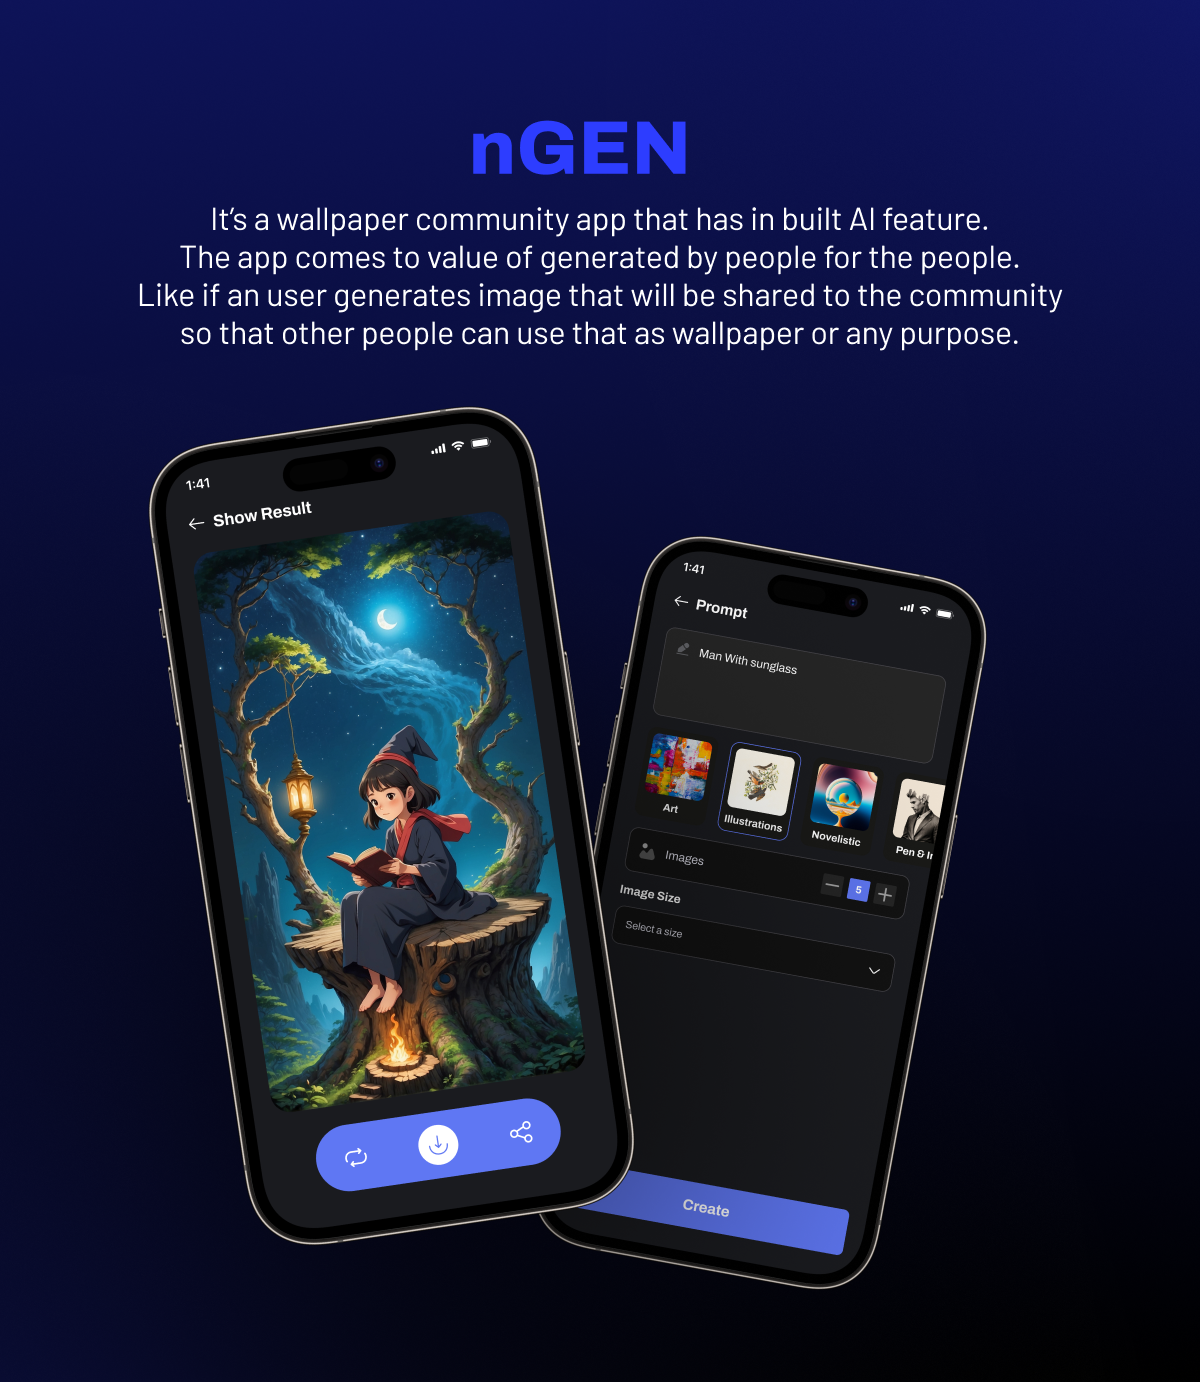 nGEN
It's a wallpaper community app that has in built AI feature.
The app comes to value of generated by people for the people.
Like if an user generates image that will be shared to the community
so that other people can use that as wallpaper or any purpose.
1:41
Show Result
1:41
Prompt
Man With sunglass
Art
Illustrations
Novelistic
Pen & In
Images
5
Image Size
Select a size
Create